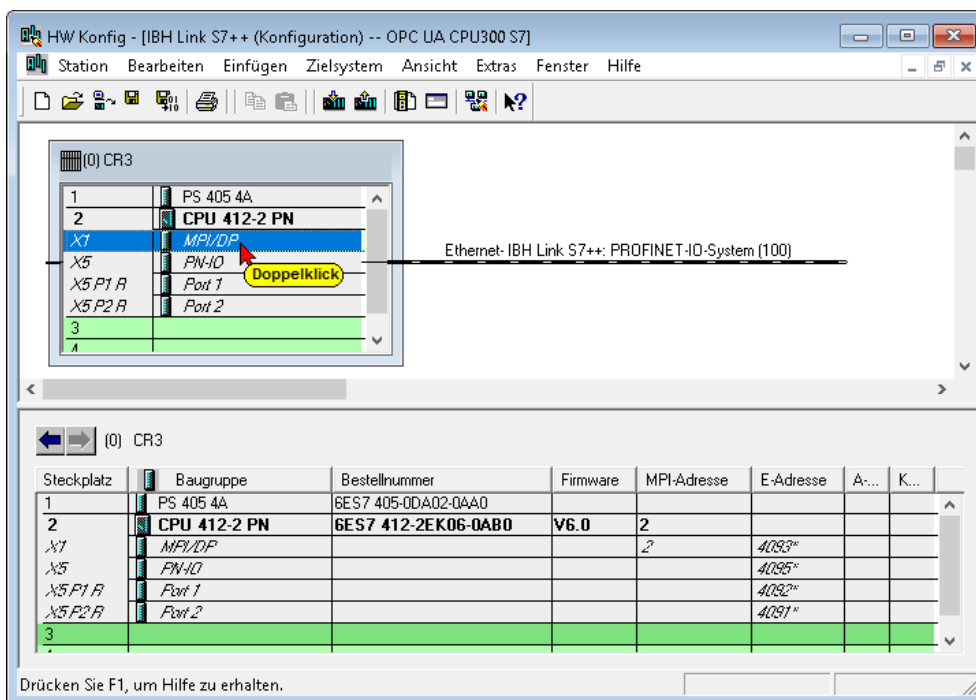 HW Konfig - [IBH Link S7++ (Konfiguration) -- OPC UA CPU300 S7]
Station Bearbeiten Einfügen Zielsystem Ansicht Extras Fenster Hilfe
(0) CR3
1 PS 405 4A
2 CPU 412-2 PN
X1 MPI/DP
X5 PN-IO
X5 P1 R Port 1
X5 P2 R Port 2
3
4
Doppelklick
Ethernet- IBH Link S7++: PROFINET-IO-System (100)
(0) CR3
Steckplatz Baugruppe Bestellnummer Firmware MPI-Adresse E-Adresse A-... K...
1 PS 405 4A 6ES7 405-0DA02-0AA0
2 CPU 412-2 PN 6ES7 412-2EK06-0AB0 V6.0 2
X1 MPI/DP 2 4093*
X5 PN-IO 4095*
X5 P1 R Port 1 4092*
X5 P2 R Port 2 4091*
3
Drücken Sie F1, um Hilfe zu erhalten.